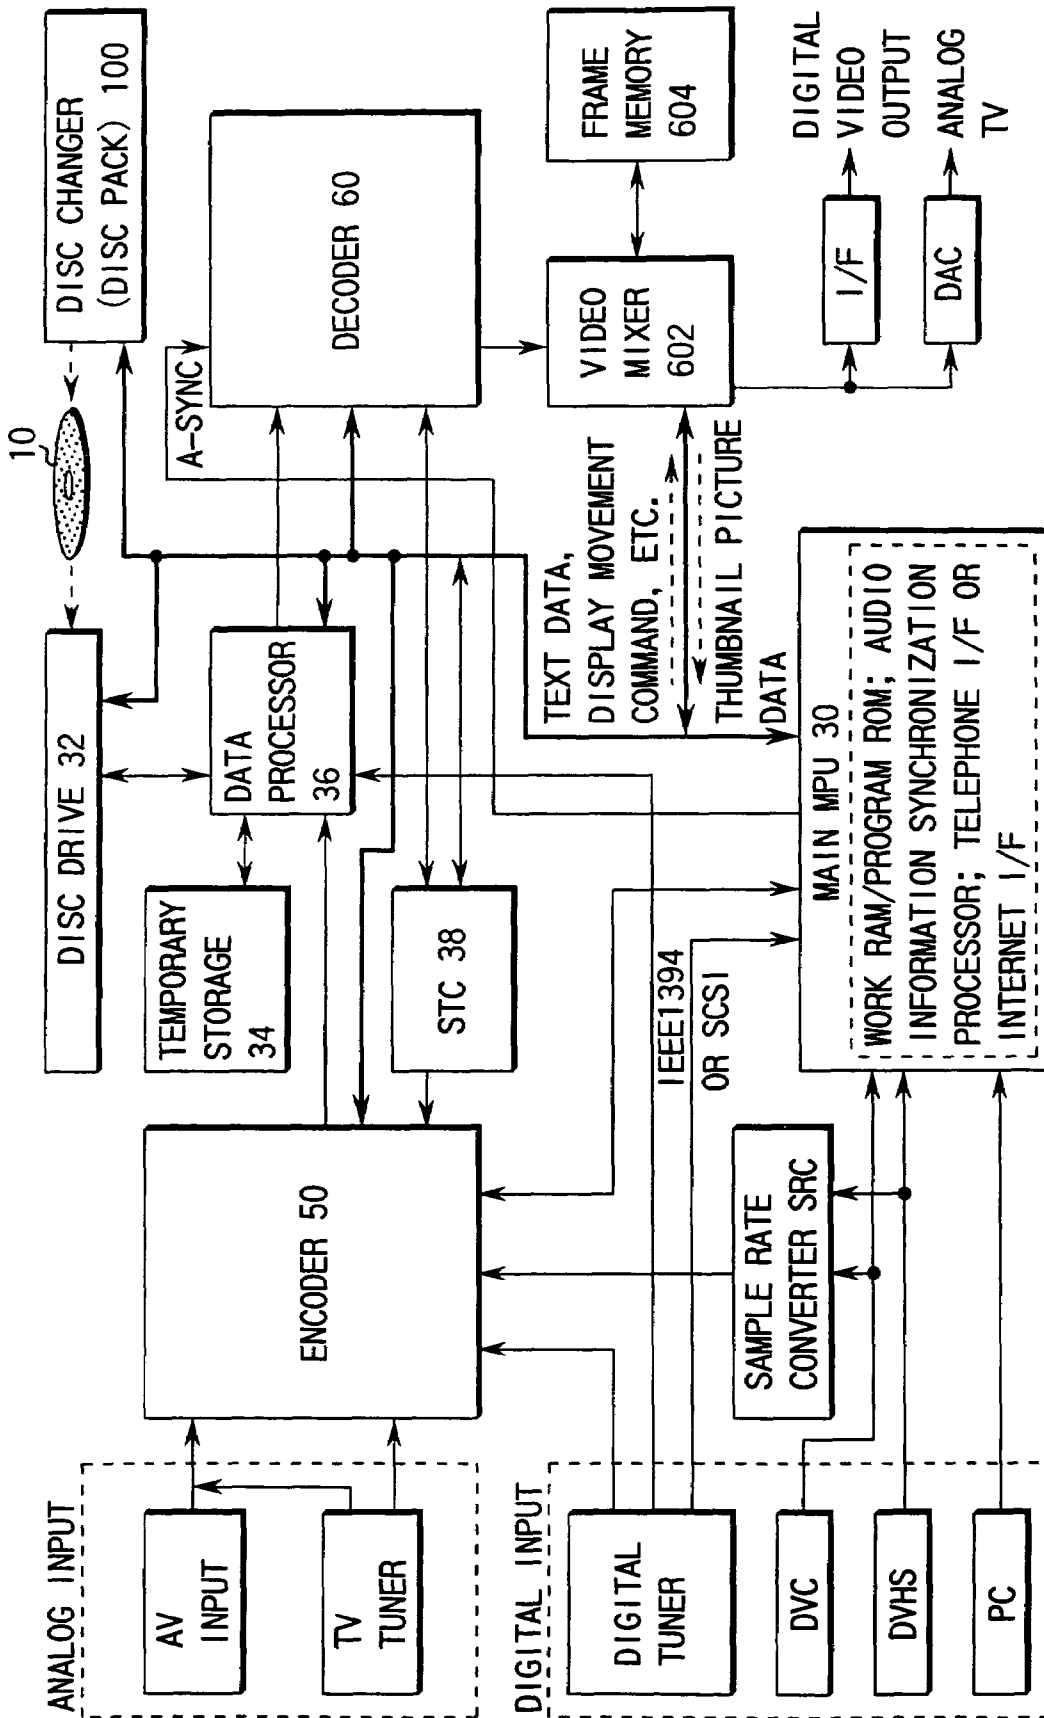 ANALOG INPUT
AV
INPUT
TV
TUNER
DIGITAL INPUT
DIGITAL
TUNER
DVC
DVHS
PC
ENCODER 50
SAMPLE RATE
CONVERTER SRC
DISC DRIVE 32
TEMPORARY
STORAGE
34
DATA
PROCESSOR
36
STC 38
IEEE1394
OR SCSI
10
DISC CHANGER
(DISC PACK) 100
A-SYNC
DECODER 60
VIDEO
MIXER
602
FRAME
MEMORY
604
TEXT DATA,
DISPLAY MOVEMENT
COMMAND, ETC.
THUMBNAIL PICTURE
DATA
MAIN MPU 30
WORK RAM/PROGRAM ROM; AUDIO
INFORMATION SYNCHRONIZATION
PROCESSOR; TELEPHONE I/F OR
INTERNET I/F
I/F
DAC
DIGITAL
VIDEO
OUTPUT
ANALOG
TV